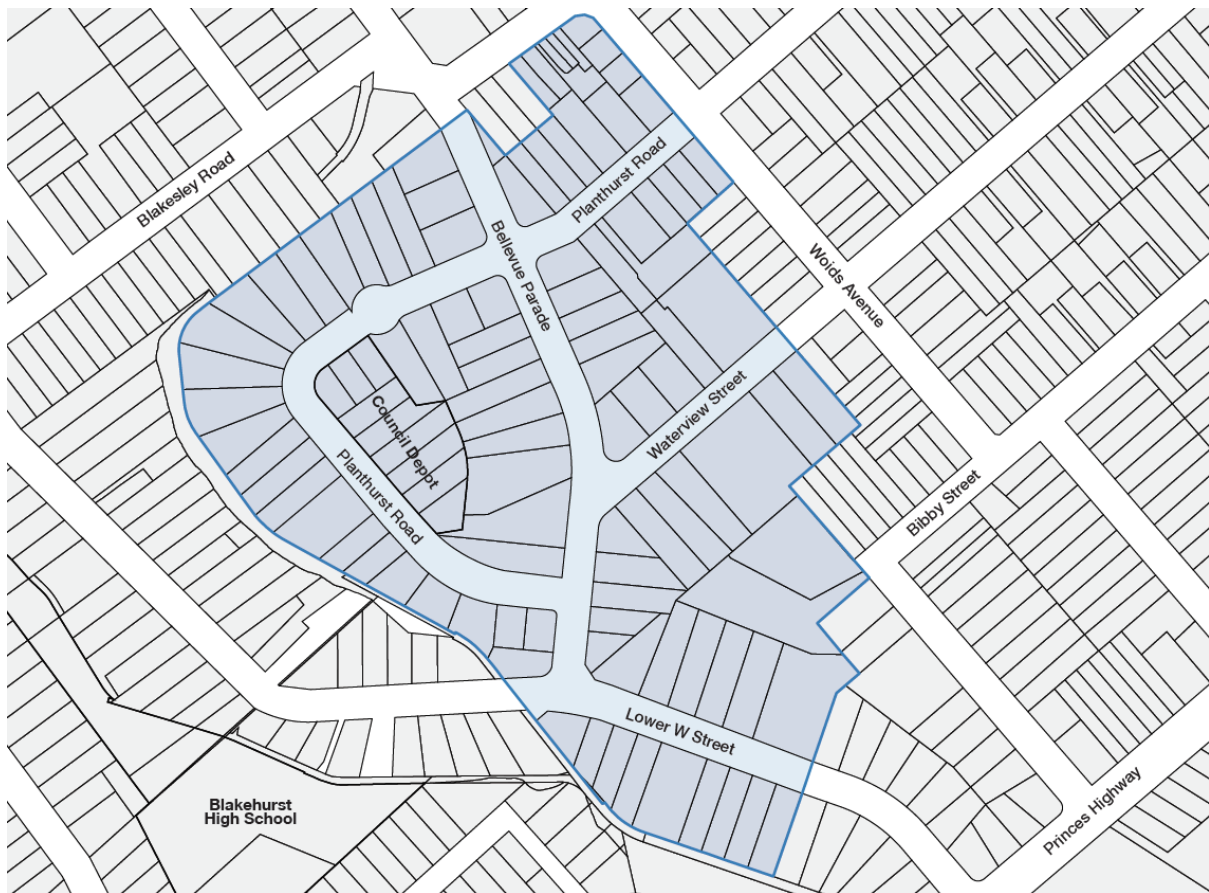 Blakesley Road
Planthurst Road
Bellevue Parade
Woids Avenue
Waterview Street
Council Deppt
Planthurst Road
Bibby Street
Lower W Street
Blakehurst
High School
Princes Highway